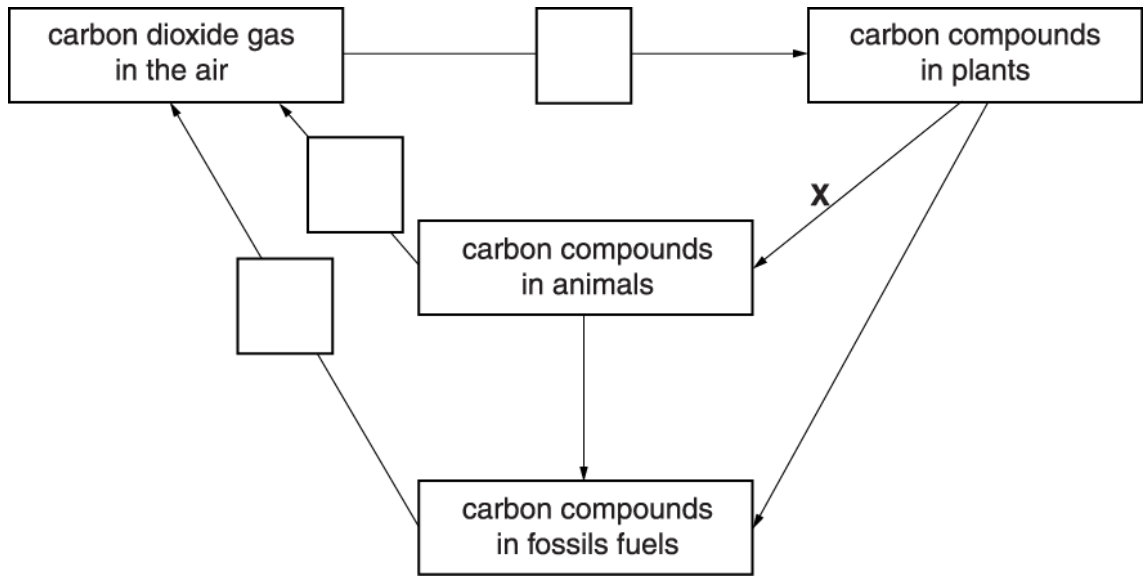 carbon dioxide gas
in the air
carbon compounds
in plants
X
carbon compounds
in animals
carbon compounds
in fossils fuels